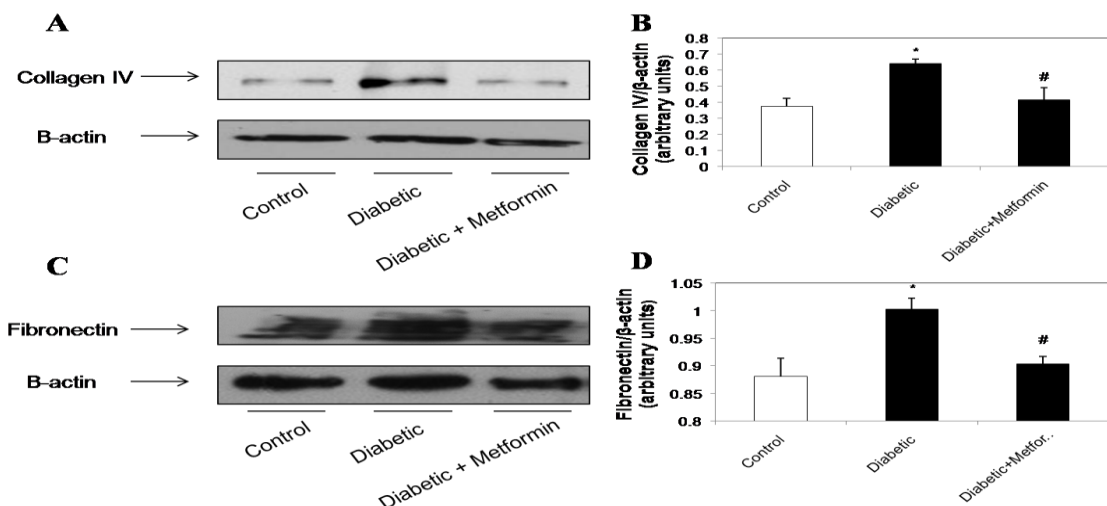 A
Collagen IV
B-actin
Control
Diabetic
Diabetic + Metformin
B
Collagen IV/β-actin
(arbitrary units)
0.8
0.7
0.6
0.5
0.4
0.3
0.2
0.1
0
*
#
Control
Diabetic
Diabetic+Metformin
C
Fibronectin
B-actin
Control
Diabetic
Diabetic + Metformin
D
Fibronectin/β-actin
(arbitrary units)
1.05
1
0.95
0.9
0.85
0.8
*
#
Control
Diabetic
Diabetic+Metfor..